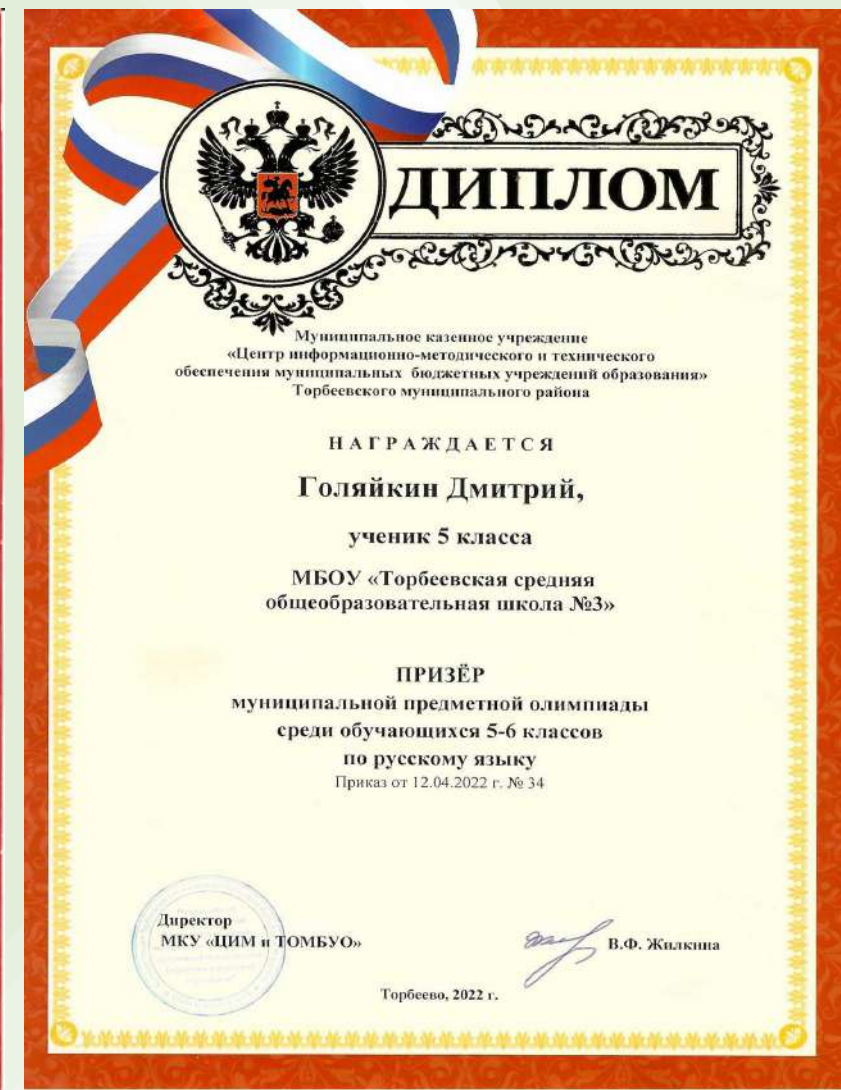 ДИПЛОМ
Муниципальное казенное учреждение
«Центр информационно-методического и технического
обеспечения муниципальных бюджетных учреждений образования»
Торбеевского муниципального района
НАГРАЖДАЕТСЯ
Голяйкин Дмитрий,
ученик 5 класса
МБОУ «Торбеевская средняя
общеобразовательная школа №3»
ПРИЗЁР
муниципальной предметной олимпиады
среди обучающихся 5-6 классов
по русскому языку
Приказ от 12.04.2022 г. № 34
Директор
МКУ «ЦИМ и ТОМБУО»
В.Ф. Жилкина
Торбеево, 2022 г.